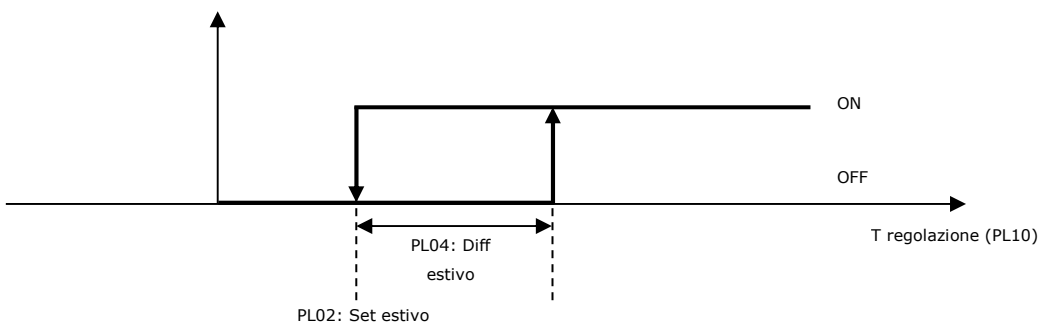 ON
OFF
T regolazione (PL10)
PL04: Diff
estivo
PL02: Set estivo